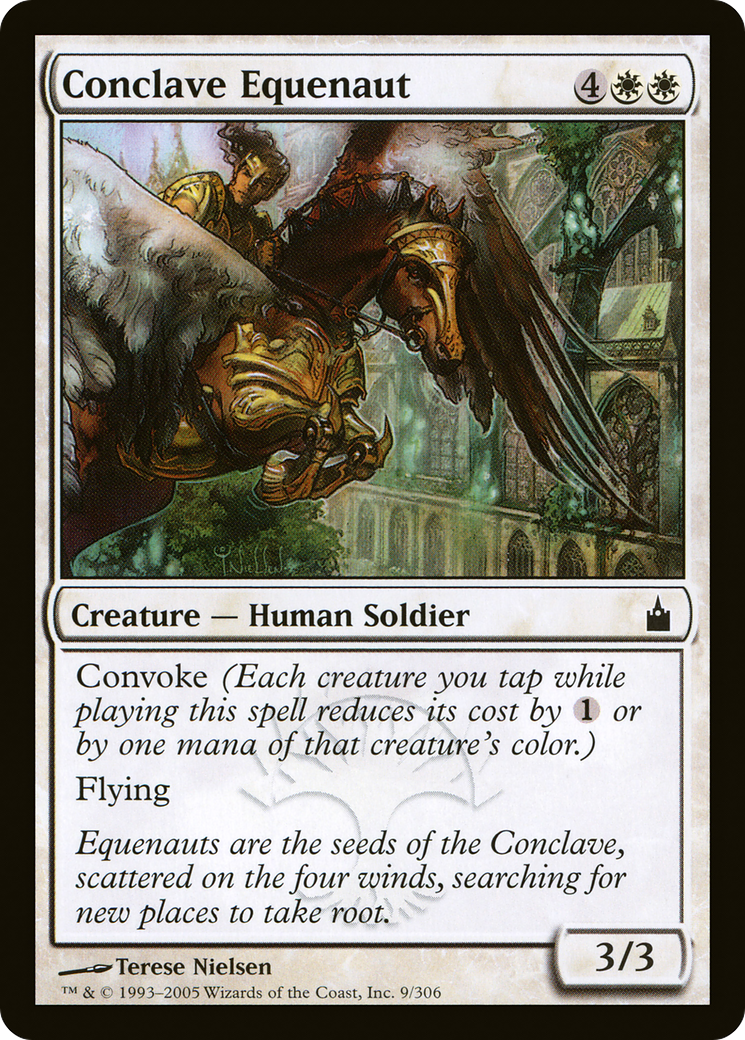 Conclave Equenaut 4
T. Nielsen
Creature — Human Soldier
Convoke (Each creature you tap while
playing this spell reduces its cost by 1 or
by one mana of that creature's color.)
Flying
Equenauts are the seeds of the Conclave,
scattered on the four winds, searching for
new places to take root.
3/3
Terese Nielsen
™ & © 1993–2005 Wizards of the Coast, Inc. 9/306